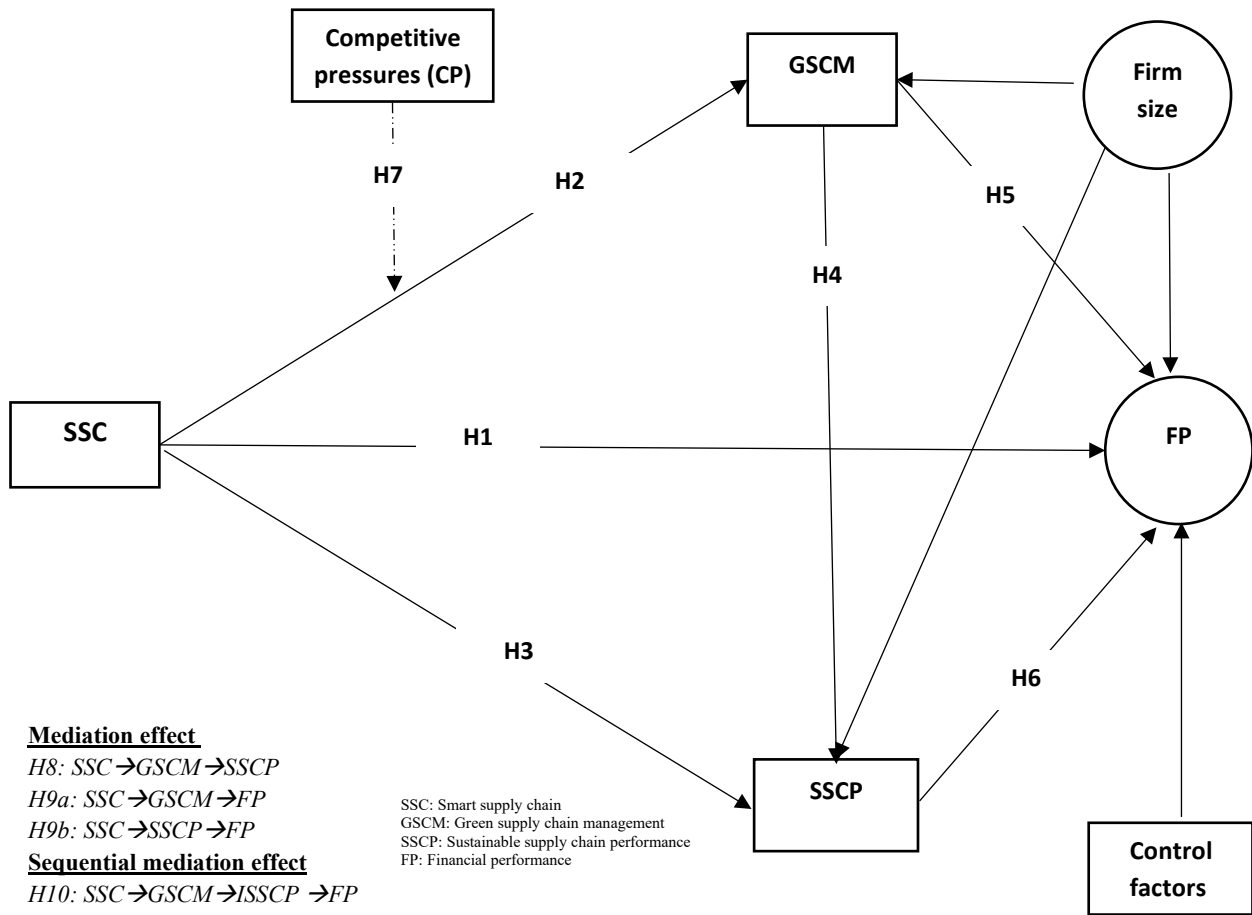 Competitive
pressures (CP)
GSCM
Firm
size
H7
H2
H5
H4
SSC
H1
FP
H3
H6
Mediation effect
H8: SSC→GSCM→SSCP
H9a: SSC→GSCM→FP
H9b: SSC→SSCP→FP
Sequential mediation effect
H10: SSC→GSCM→ISSCP →FP
SSC: Smart supply chain
GSCM: Green supply chain management
SSCP: Sustainable supply chain performance
FP: Financial performance
SSCP
Control
factors